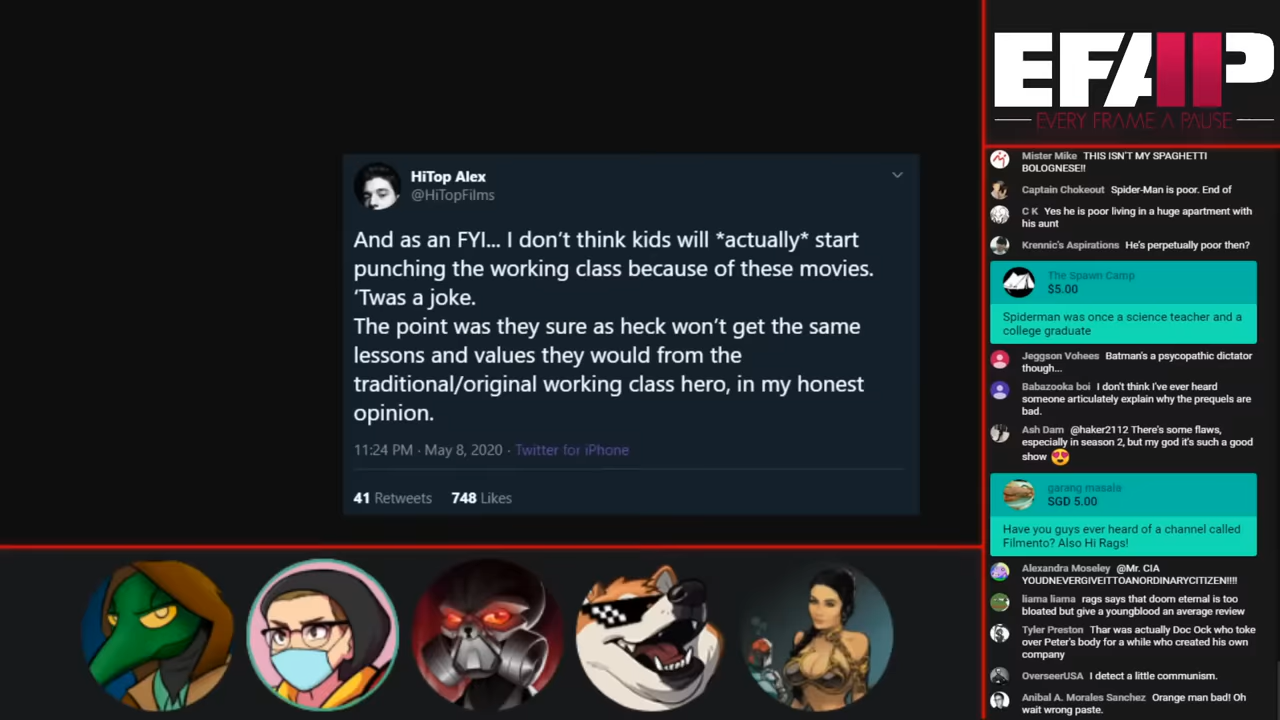 HiTop Alex
@HiTopFilms
And as an FYI... I don't think kids will *actually* start
punching the working class because of these movies.
'Twas a joke.
The point was they sure as heck won't get the same
lessons and values they would from the
traditional/original working class hero, in my honest
opinion.
11:24 PM · May 8, 2020 · Twitter for iPhone
41 Retweets 748 Likes
EFAP
EVERY FRAME A PAUSE
Mister Mike THIS ISN'T MY SPAGHETTI
BOLOGNESE!!
Captain Chokeout Spider-Man is poor. End of
C K Yes he is poor living in a huge apartment with
his aunt
Krennic's Aspirations He's perpetually poor then?
The Spawn Camp
$5.00
Spiderman was once a science teacher and a
college graduate
Jeggson Vohees Batman's a psycopathic dictator
though...
Babazooka boi I don't think I've ever heard
someone articulately explain why the prequels are
bad.
Ash Dam @haker2112 There's some flaws,
especially in season 2, but my god it's such a good
show 😍
garang masala
SGD 5.00
Have you guys ever heard of a channel called
Filmento? Also Hi Rags!
Alexandra Moseley @Mr. CIA
YOUDNEVERGIVEITTOANORDINARYCITIZEN!!!!
liama liama rags says that doom eternal is too
bloated but give a youngblood an average review
Tyler Preston Thar was actually Doc Ock who toke
over Peter's body for a while who created his own
company
OverseerUSA I detect a little communism.
Anibal A. Morales Sanchez Orange man bad! Oh
wait wrong paste.